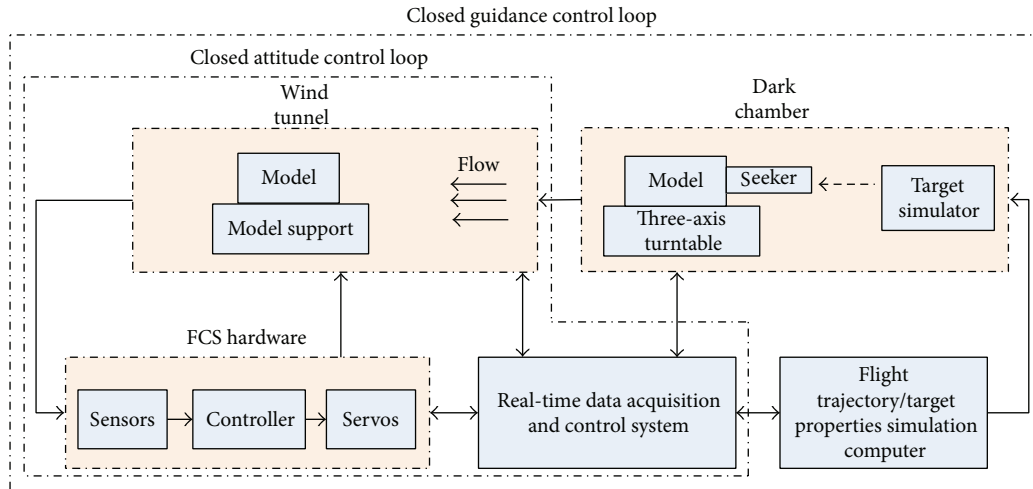 Closed guidance control loop
Closed attitude control loop
Wind
tunnel
Dark
chamber
Flow
Model
Model support
Model
Seeker
Three-axis
turntable
Target
simulator
FCS hardware
Sensors
Controller
Servos
Real-time data acquisition
and control system
Flight
trajectory/target
properties simulation
computer